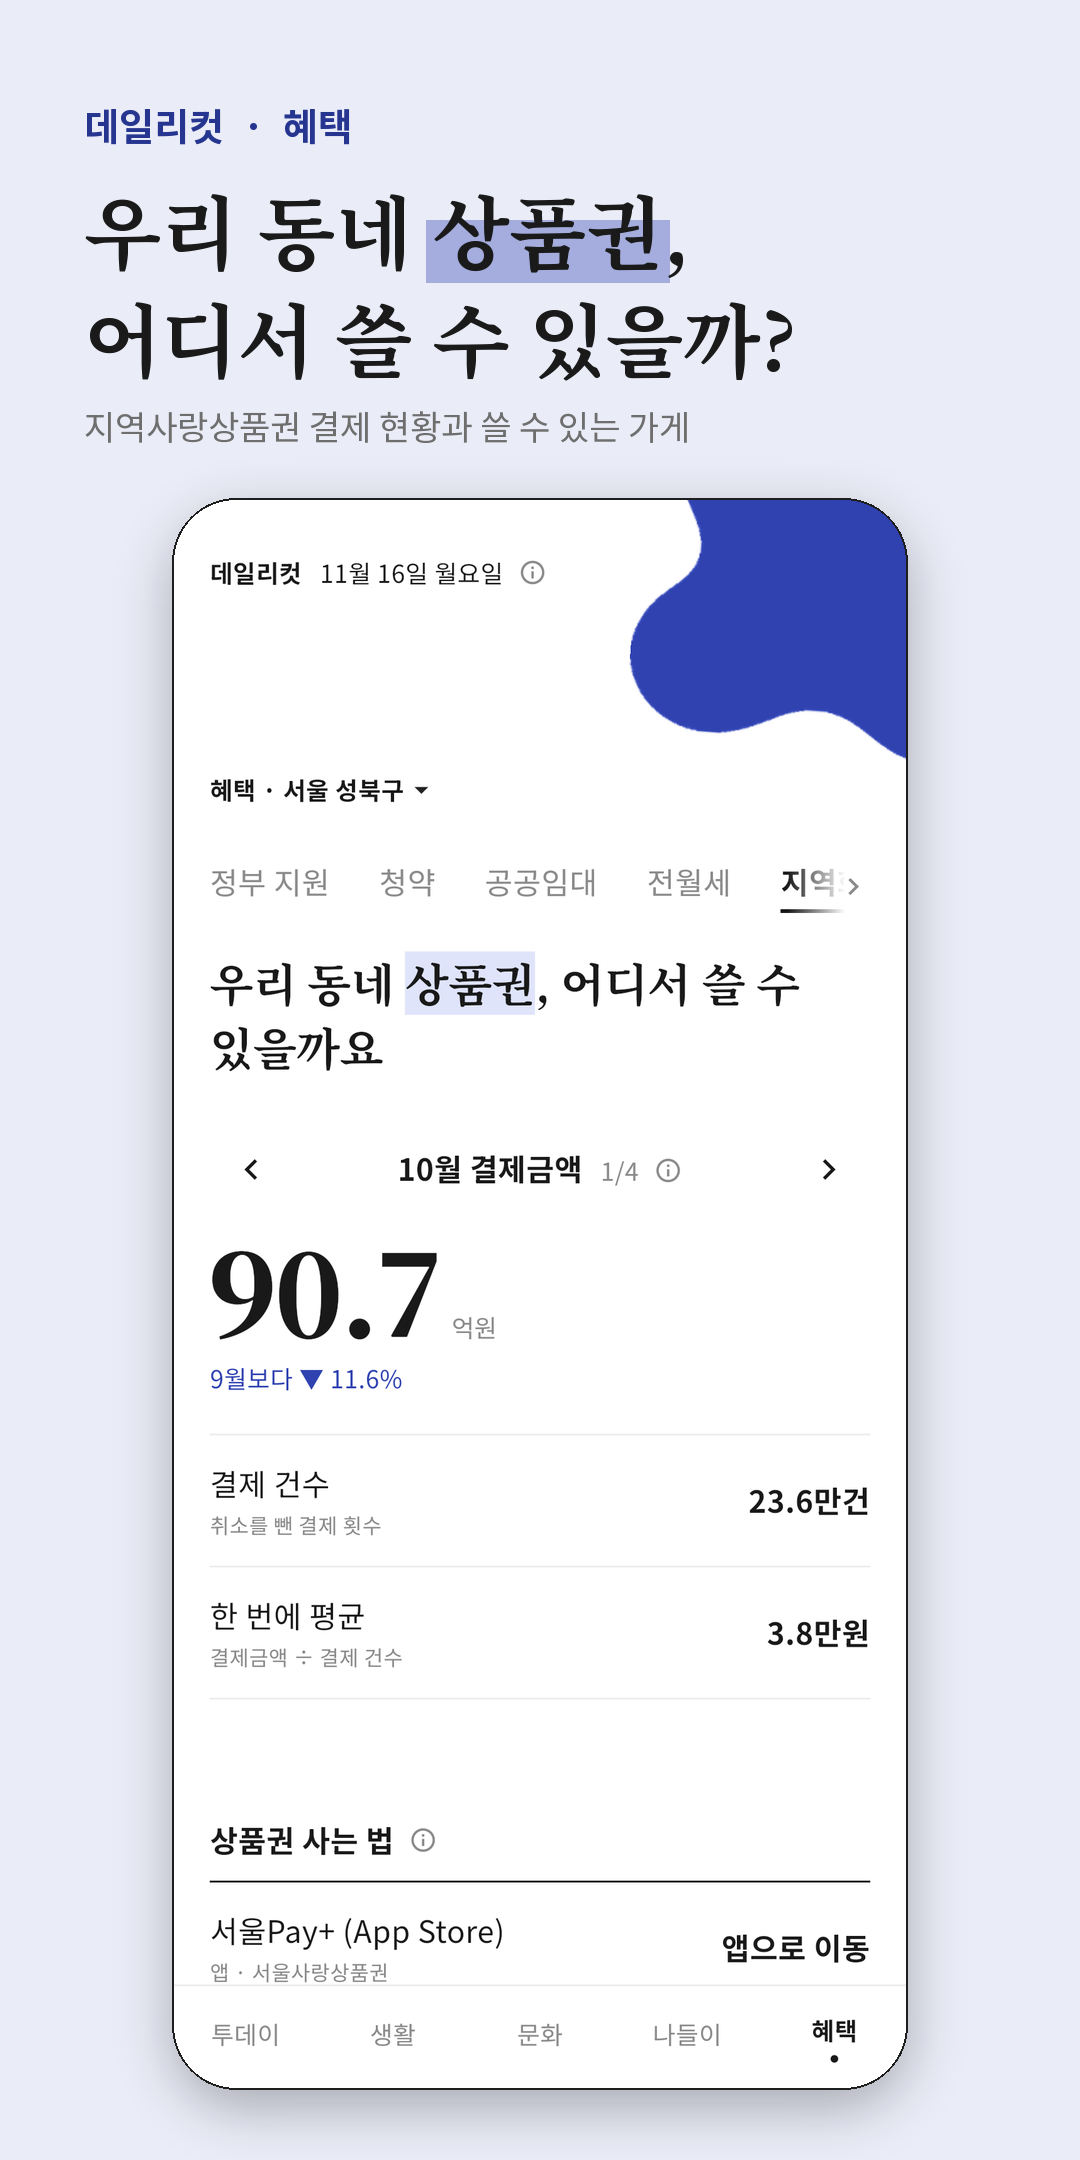 데일리컷 · 혜택
우리 동네 상품권,
어디서 쓸 수 있을까?
지역사랑상품권 결제 현황과 쓸 수 있는 가게
데일리컷 11월 16일 월요일
혜택 · 서울 성북구
정부 지원 청약 공공임대 전월세 지역
우리 동네 상품권, 어디서 쓸 수
있을까요
10월 결제금액 1/4
90.7 억원
9월보다 ▼ 11.6%
결제 건수
취소를 뺀 결제 횟수
23.6만건
한 번에 평균
결제금액 ÷ 결제 건수
3.8만원
상품권 사는 법
서울Pay+ (App Store)
앱 · 서울사랑상품권
앱으로 이동
투데이 생활 문화 나들이 혜택